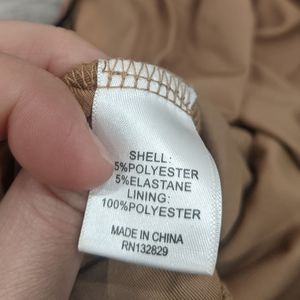 SHELL:
5%POLYESTER
5%ELASTANE
LINING:
100%POLYESTER
MADE IN CHINA
RN132829